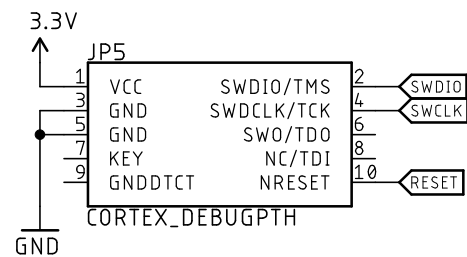 3.3V
JP5
1 VCC SWDIO/TMS 2 SWDIO
3 GND SWDCLK/TCK 4 SWCLK
5 GND SWO/TDO 6
7 KEY NC/TDI 8
9 GNDDTCT NRESET 10 RESET
CORTEX_DEBUGPTH
GND